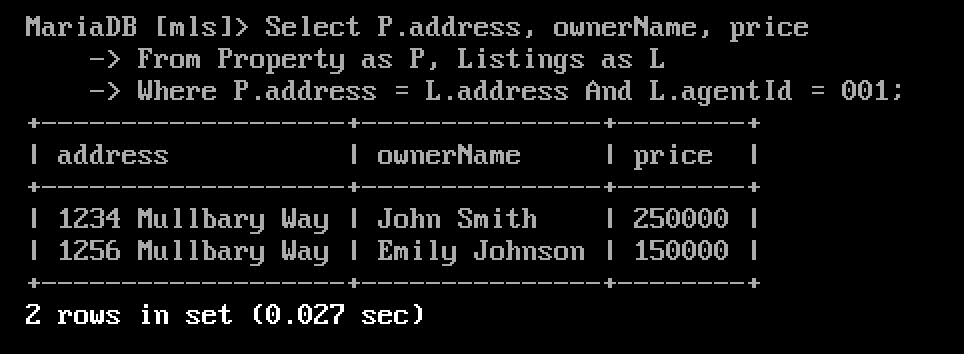 MariaDB [mls]> Select P.address, ownerName, price
    -> From Property as P, Listings as L
    -> Where P.address = L.address And L.agentId = 001;
+-------------------+---------------+--------+
| address           | ownerName     | price  |
+-------------------+---------------+--------+
| 1234 Mullbary Way | John Smith    | 250000 |
| 1256 Mullbary Way | Emily Johnson | 150000 |
+-------------------+---------------+--------+
2 rows in set (0.027 sec)